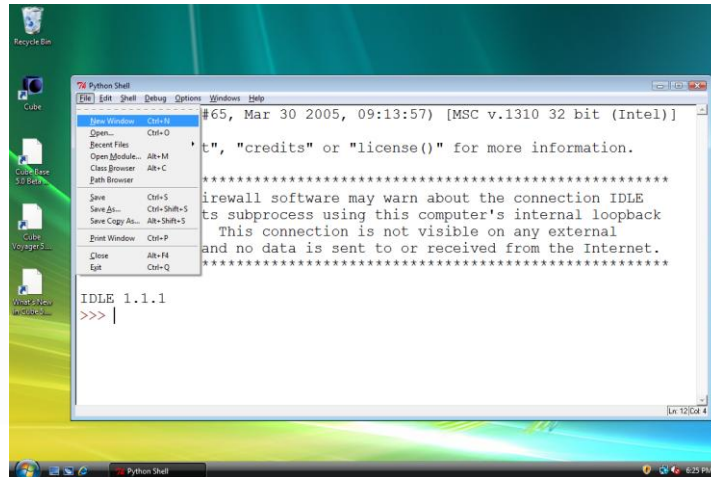 Recycle Bin
Cube
Cube Base
5.0 Beta
Cube
Voyager 5....
What's New
in Cube 5....
Python Shell
File Edit Shell Debug Options Windows Help
New Window Ctrl+N
Open... Ctrl+O
Recent Files
Open Module... Alt+M
Class Browser Alt+C
Path Browser
Save Ctrl+S
Save As... Ctrl+Shift+S
Save Copy As... Alt+Shift+S
Print Window Ctrl+P
Close Alt+F4
Exit Ctrl+Q
#65, Mar 30 2005, 09:13:57) [MSC v.1310 32 bit (Intel)]
t", "credits" or "license()" for more information.
****************************************************
irewall software may warn about the connection IDLE
ts subprocess using this computer's internal loopback
This connection is not visible on any external
and no data is sent to or received from the Internet.
****************************************************
IDLE 1.1.1
>>>
Ln: 12 Col: 4
Python Shell
6:25 PM